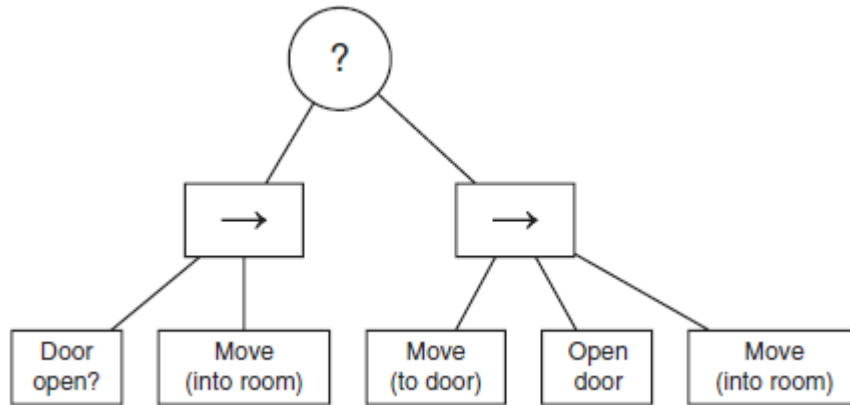 ?
→
→
Door
open?
Move
(into room)
Move
(to door)
Open
door
Move
(into room)